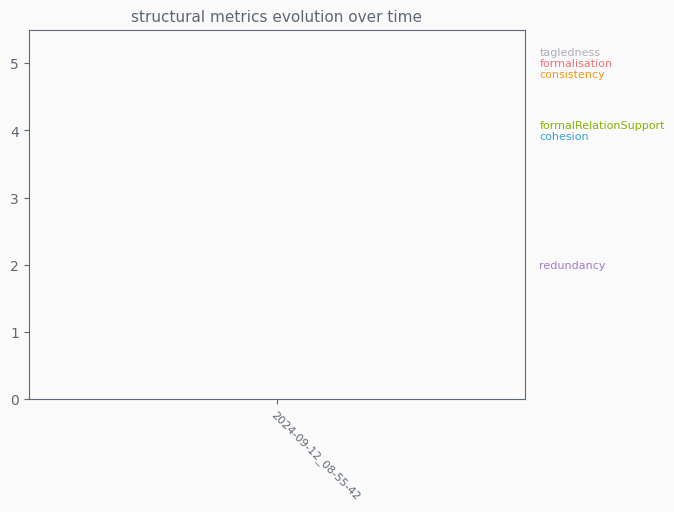 structural metrics evolution over time
5
4
3
2
1
0
2024-09-12_08-55-42
tagledness
formalisation
consistency
formalRelationSupport
cohesion
redundancy